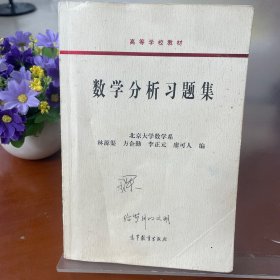 高等学校教材
数学分析习题集
北京大学数学系
林源渠 方企勤 李正元 廖可人 编
高等教育出版社